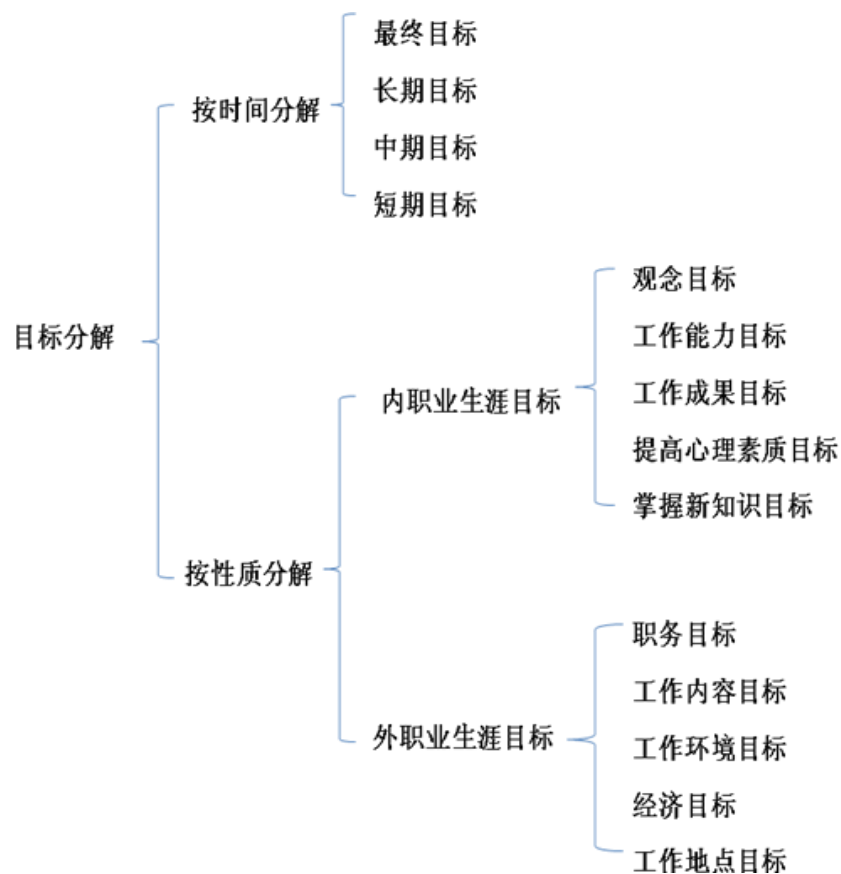 目标分解
按时间分解
最终目标
长期目标
中期目标
短期目标
按性质分解
内职业生涯目标
观念目标
工作能力目标
工作成果目标
提高心理素质目标
掌握新知识目标
外职业生涯目标
职务目标
工作内容目标
工作环境目标
经济目标
工作地点目标